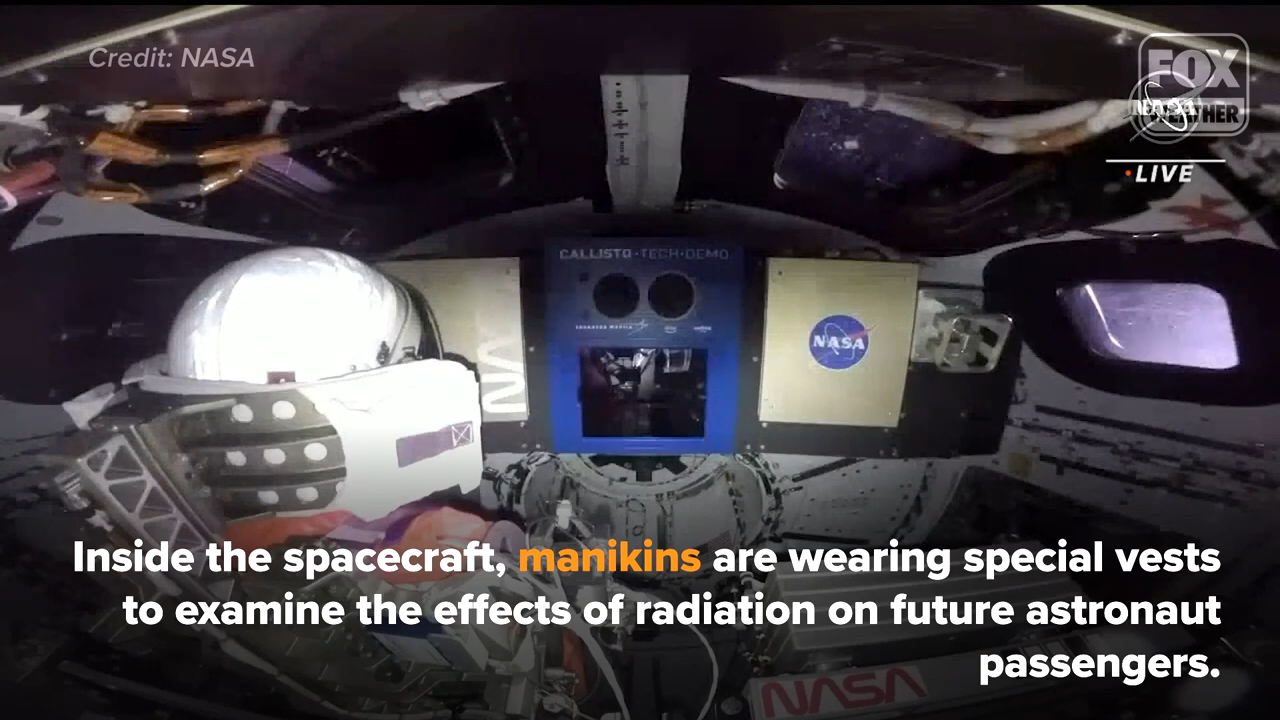 Credit: NASA
FOX
WEATHER
NASA
LIVE
CALLISTO • TECH • DEMO
NASA
Inside the spacecraft, manikins are wearing special vests
to examine the effects of radiation on future astronaut
passengers.
NASA